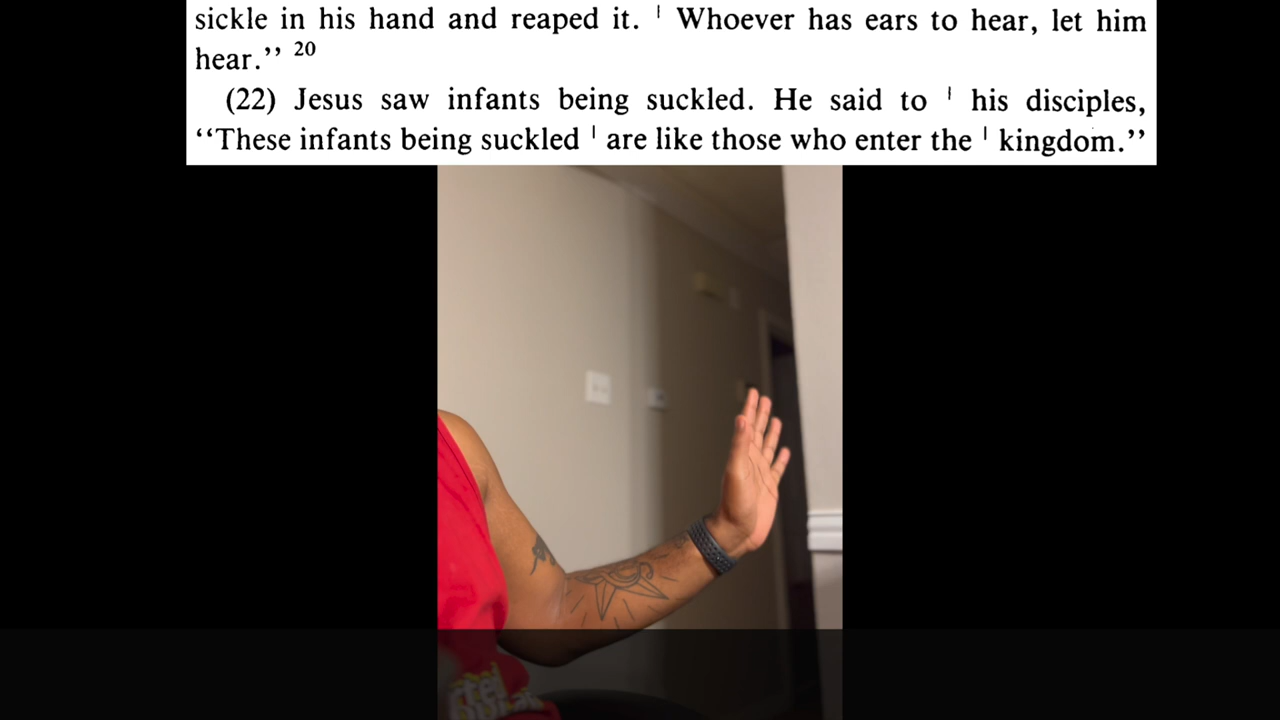 sickle in his hand and reaped it. ˡ Whoever has ears to hear, let him
hear.’’ 20
(22) Jesus saw infants being suckled. He said to ˡ his disciples,
‘‘These infants being suckled ˡ are like those who enter the ˡ kingdom.’’